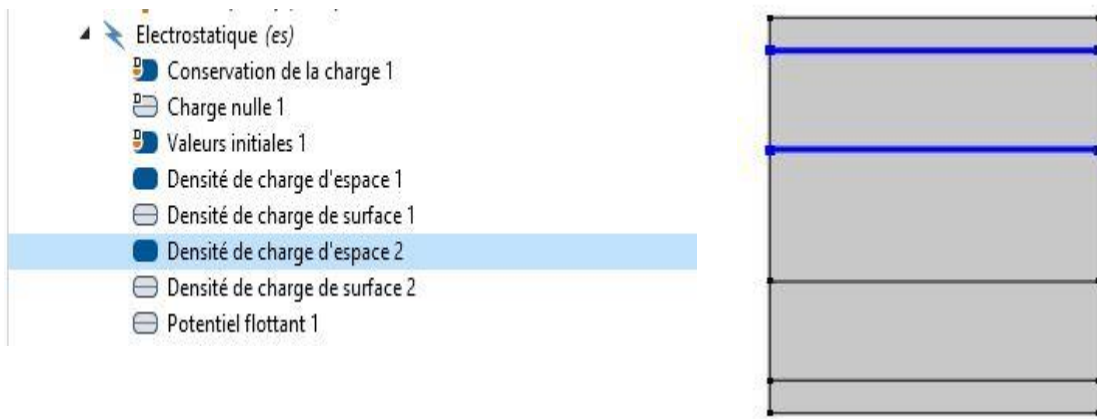 Electrostatique (es)
Conservation de la charge 1
Charge nulle 1
Valeurs initiales 1
Densité de charge d'espace 1
Densité de charge de surface 1
Densité de charge d'espace 2
Densité de charge de surface 2
Potentiel flottant 1